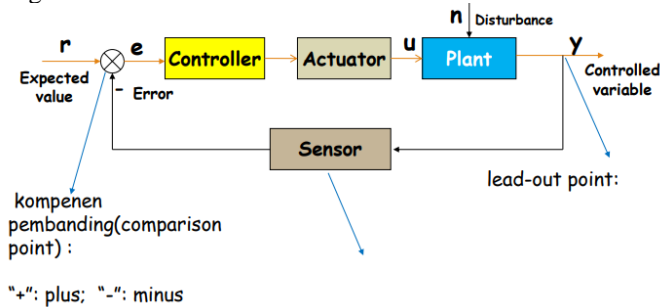 n Disturbance
r e Controller Actuator u Plant y
Expected
value
- Error
Controlled
variable
Sensor
lead-out point:
kompenen
pembanding(comparison
point) :
“+”: plus; “-”: minus